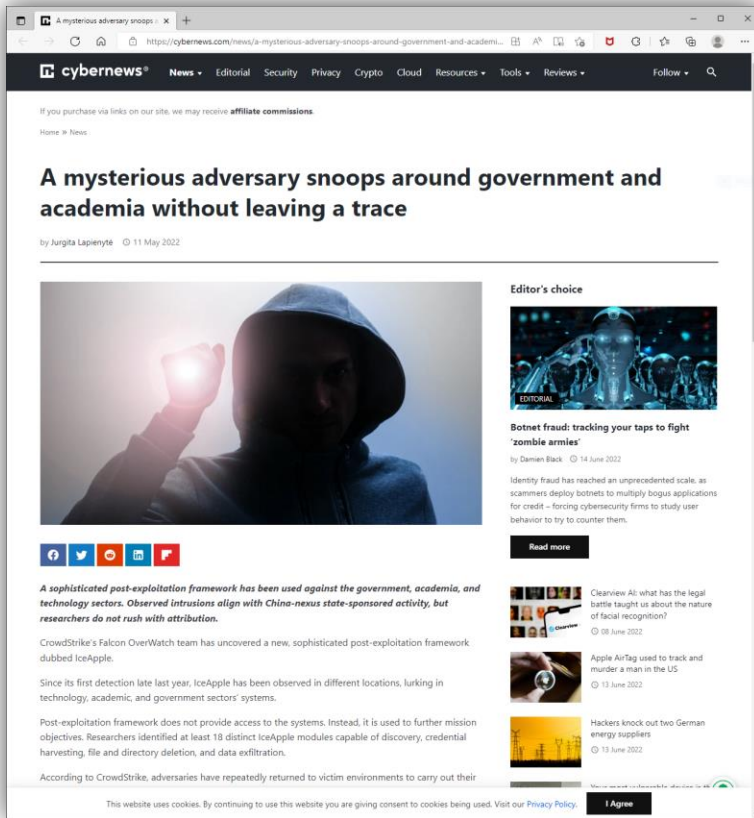 A mysterious adversary snoops a
https://cybernews.com/news/a-mysterious-adversary-snoops-around-government-and-academi...
cybernews®
News Editorial Security Privacy Crypto Cloud Resources Tools Reviews Follow
If you purchase via links on our site, we may receive affiliate commissions.
Home » News
A mysterious adversary snoops around government and
academia without leaving a trace
by Jurgita Lapienytė 11 May 2022
Editor's choice
EDITORIAL
Botnet fraud: tracking your taps to fight
'zombie armies'
by Damien Black 14 June 2022
Identity fraud has reached an unprecedented scale, as
scammers deploy botnets to multiply bogus applications
for credit – forcing cybersecurity firms to study user
behavior to try to counter them.
Read more
A sophisticated post-exploitation framework has been used against the government, academia, and
technology sectors. Observed intrusions align with China-nexus state-sponsored activity, but
researchers do not rush with attribution.
CrowdStrike's Falcon OverWatch team has uncovered a new, sophisticated post-exploitation framework
dubbed IceApple.
Since its first detection late last year, IceApple has been observed in different locations, lurking in
technology, academic, and government sectors' systems.
Post-exploitation framework does not provide access to the systems. Instead, it is used to further mission
objectives. Researchers identified at least 18 distinct IceApple modules capable of discovery, credential
harvesting, file and directory deletion, and data exfiltration.
According to CrowdStrike, adversaries have repeatedly returned to victim environments to carry out their
Clearview
Clearview AI: what has the legal
battle taught us about the nature
of facial recognition?
08 June 2022
Apple AirTag used to track and
murder a man in the US
13 June 2022
Hackers knock out two German
energy suppliers
13 June 2022
This website uses cookies. By continuing to use this website you are giving consent to cookies being used. Visit our Privacy Policy.
I Agree